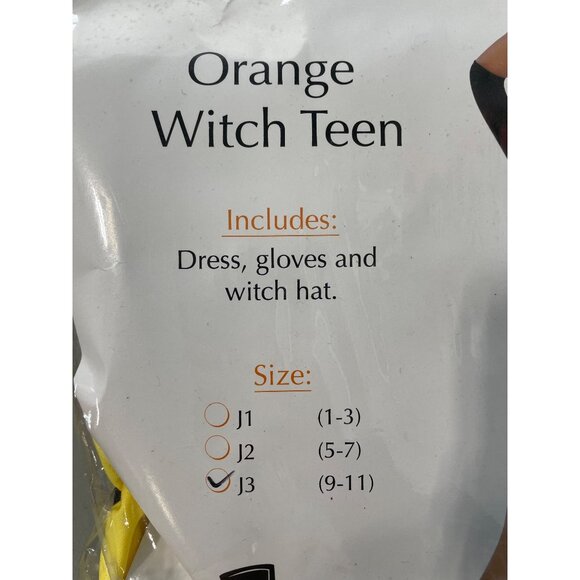 Orange
Witch Teen
Includes:
Dress, gloves and
witch hat.
Size:
J1 (1-3)
J2 (5-7)
J3 (9-11)